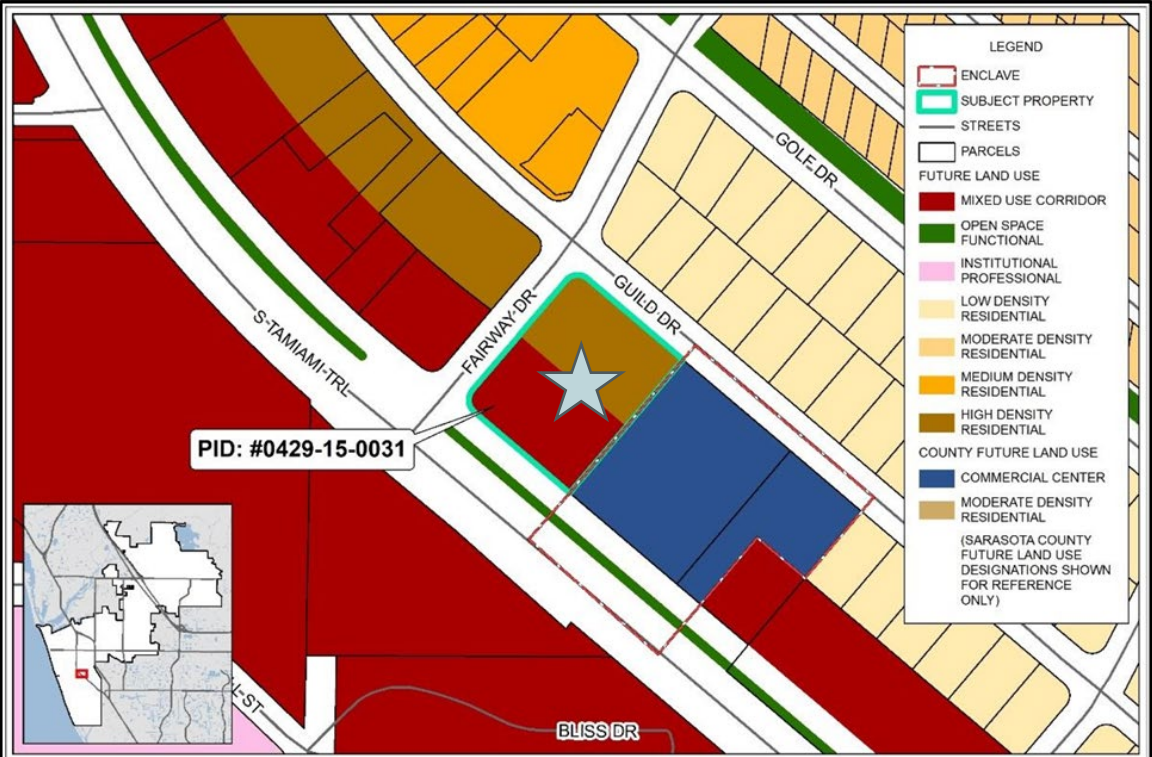 LEGEND
ENCLAVE
SUBJECT PROPERTY
STREETS
PARCELS
FUTURE LAND USE
MIXED USE CORRIDOR
OPEN SPACE
FUNCTIONAL
INSTITUTIONAL
PROFESSIONAL
LOW DENSITY
RESIDENTIAL
MODERATE DENSITY
RESIDENTIAL
MEDIUM DENSITY
RESIDENTIAL
HIGH DENSITY
RESIDENTIAL
COUNTY FUTURE LAND USE
COMMERCIAL CENTER
MODERATE DENSITY
RESIDENTIAL
(SARASOTA COUNTY
FUTURE LAND USE
DESIGNATIONS SHOWN
FOR REFERENCE
ONLY)
GOLF DR
GUILD DR
FAIRWAY DR
S TAMIAMI TRL
PID: #0429-15-0031
L ST
BLISS DR